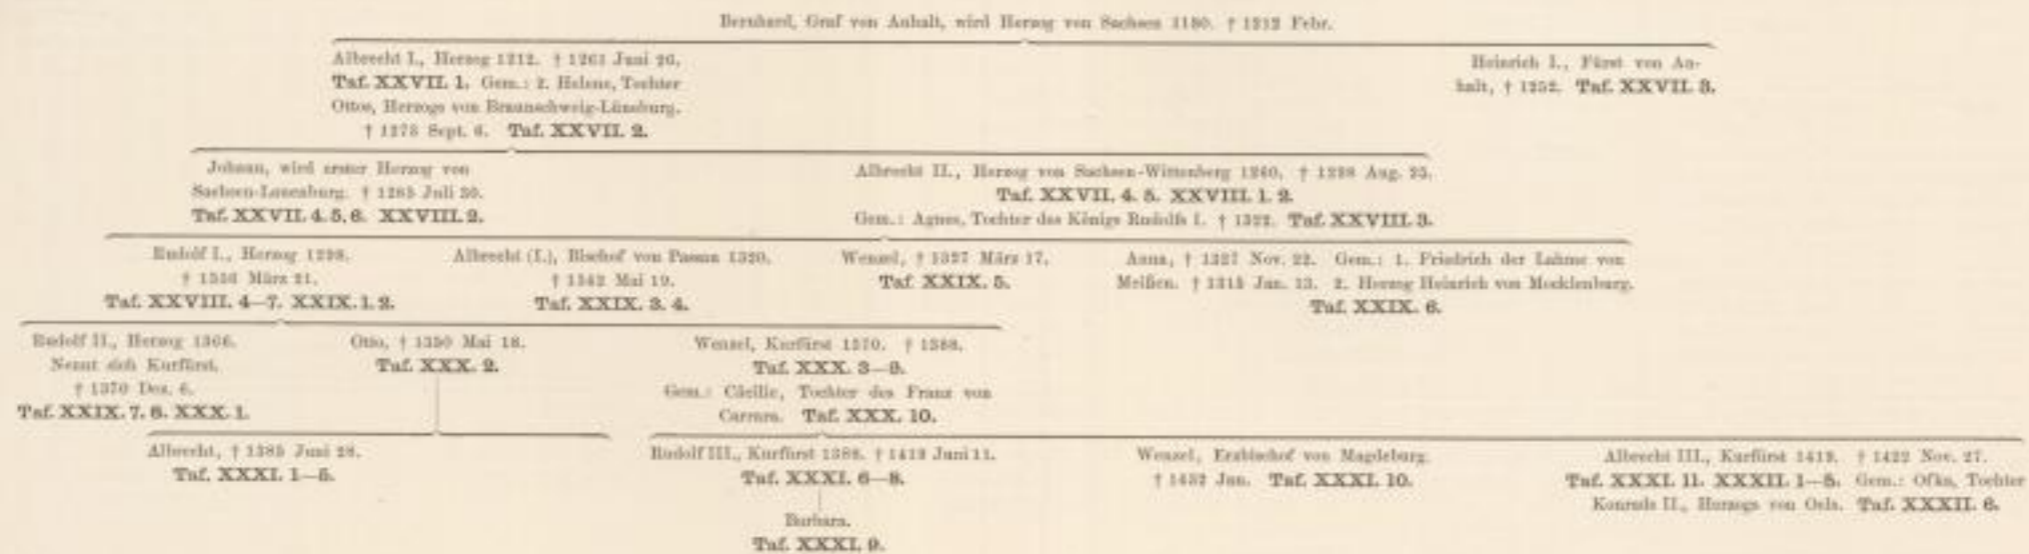 Bernhard, Graf von Anhalt, wird Herzog von Sachsen 1180. † 1212 Febr.
Albrecht I., Herzog 1212. † 1261 Juni 26.
Taf. XXVII. 1. Gem.: 2. Helene, Tochter
Ottos, Herzogs von Braunschweig-Lüneburg.
† 1273 Sept. 6. Taf. XXVII. 2.
Heinrich I., Fürst von An-
halt, † 1252. Taf. XXVII. 3.
Johann, wird erster Herzog von
Sachsen-Lauenburg. † 1285 Juli 30.
Taf. XXVII. 4. 5. 6. XXVIII. 2.
Albrecht II., Herzog von Sachsen-Wittenberg 1260. † 1298 Aug. 25.
Taf. XXVII. 4. 5. XXVIII. 1. 2.
Gem.: Agnes, Tochter des Königs Rudolfs I. † 1322. Taf. XXVIII. 3.
Rudolf I., Herzog 1298.
† 1356 März 21.
Taf. XXVIII. 4—7. XXIX. 1. 2.
Albrecht (I.), Bischof von Passau 1320.
† 1342 Mai 19.
Taf. XXIX. 3. 4.
Wenzel, † 1327 März 17.
Taf. XXIX. 5.
Anna, † 1327 Nov. 22. Gem.: 1. Friedrich der Lahme von
Meißen. † 1315 Jan. 13. 2. Herzog Heinrich von Mecklenburg.
Taf. XXIX. 6.
Rudolf II., Herzog 1356.
Nennt sich Kurfürst.
† 1370 Dez. 6.
Taf. XXIX. 7. 8. XXX. 1.
Otto, † 1350 Mai 18.
Taf. XXX. 2.
Wenzel, Kurfürst 1370. † 1388.
Taf. XXX. 3—9.
Gem.: Cäcilie, Tochter des Franz von
Carrara. Taf. XXX. 10.
Albrecht, † 1385 Juni 28.
Taf. XXXI. 1—5.
Rudolf III., Kurfürst 1388. † 1419 Juni 11.
Taf. XXXI. 6—8.
Barbara.
Taf. XXXI. 9.
Wenzel, Erzbischof von Magdeburg.
† 1432 Jan. Taf. XXXI. 10.
Albrecht III., Kurfürst 1419. † 1422 Nov. 27.
Taf. XXXI. 11. XXXII. 1—5. Gem.: Ofka, Tochter
Konrads II., Herzogs von Oels. Taf. XXXII. 6.